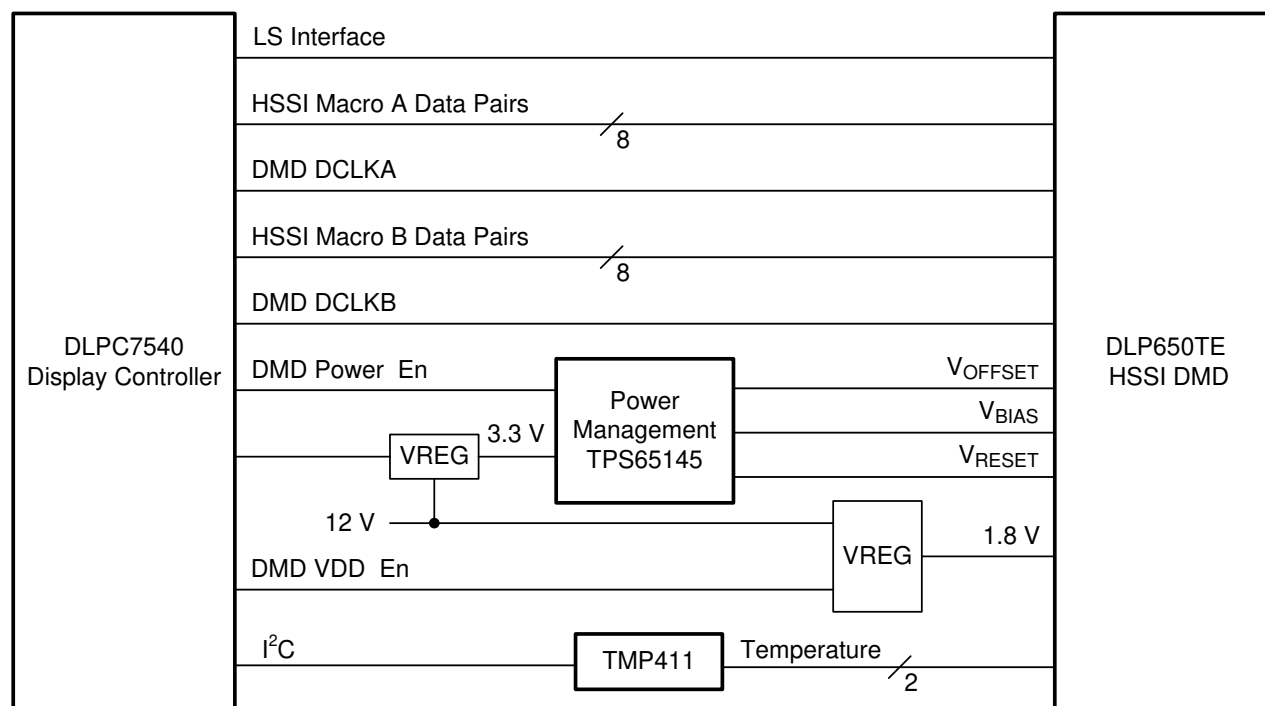 LS Interface
HSSI Macro A Data Pairs
8
DMD DCLKA
HSSI Macro B Data Pairs
8
DMD DCLKB
DLPC7540
Display Controller
DLP650TE
HSSI DMD
DMD Power En
Power
Management
TPS65145
VOFFSET
VBIAS
VRESET
VREG
3.3 V
12 V
VREG
1.8 V
DMD VDD En
I²C
TMP411
Temperature
2